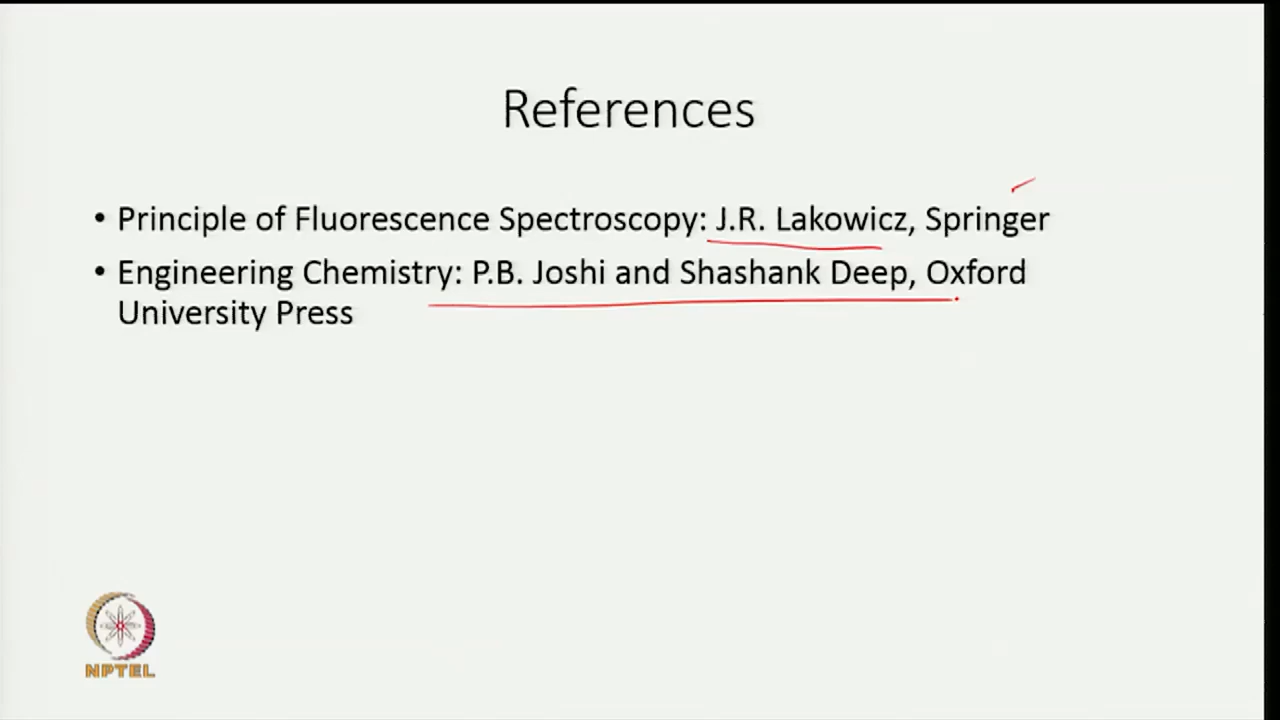 References
• Principle of Fluorescence Spectroscopy: J.R. Lakowicz, Springer
• Engineering Chemistry: P.B. Joshi and Shashank Deep, Oxford
University Press
NPTEL